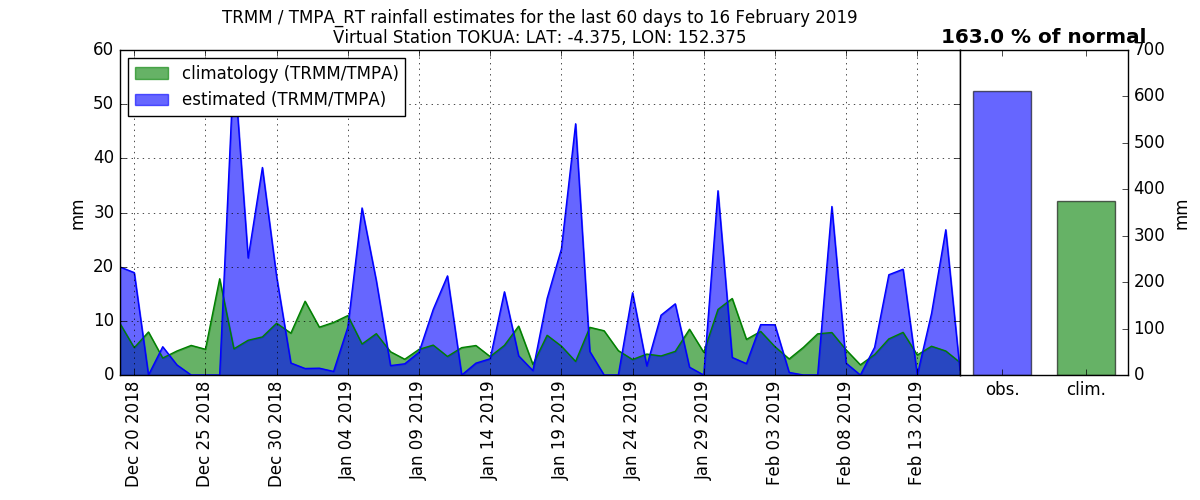 TRMM / TMPA_RT rainfall estimates for the last 60 days to 16 February 2019
Virtual Station TOKUA: LAT: -4.375, LON: 152.375
163.0 % of normal
climatology (TRMM/TMPA)
estimated (TRMM/TMPA)
60
50
40
30
20
10
0
mm
700
600
500
400
300
200
100
0
mm
Dec 20 2018
Dec 25 2018
Dec 30 2018
Jan 04 2019
Jan 09 2019
Jan 14 2019
Jan 19 2019
Jan 24 2019
Jan 29 2019
Feb 03 2019
Feb 08 2019
Feb 13 2019
obs.
clim.